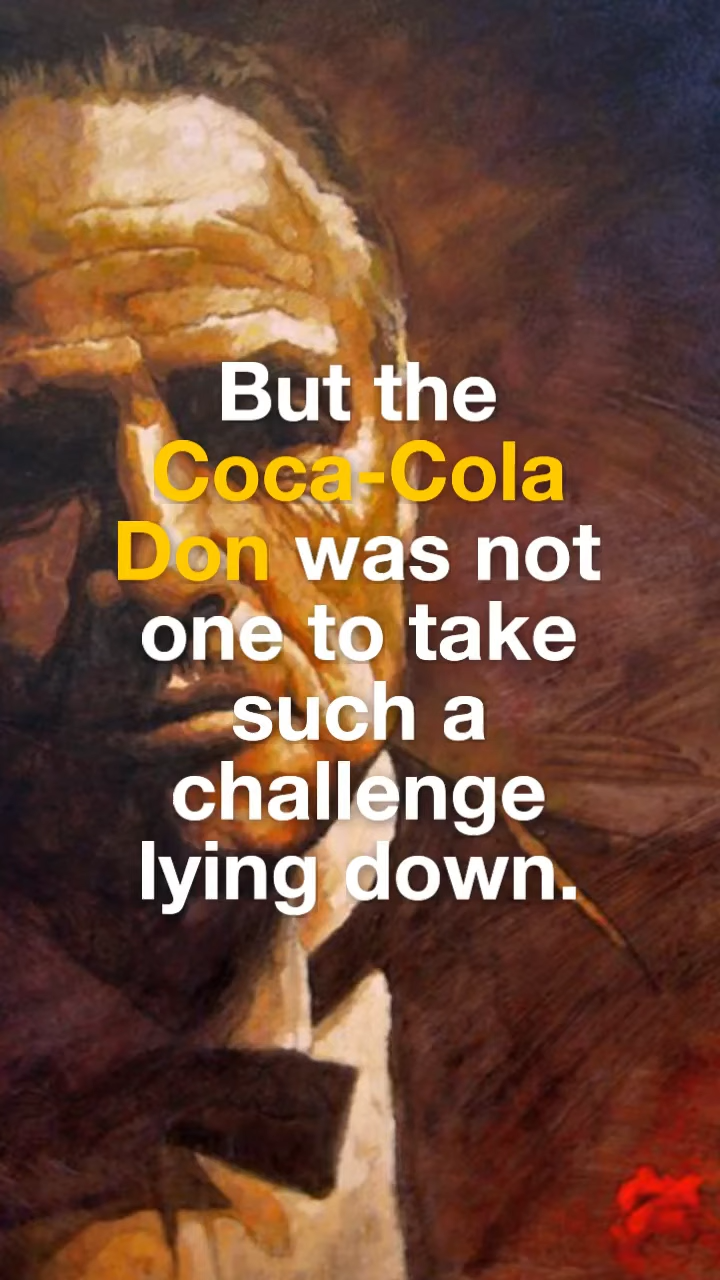 But the
Coca-Cola
Don was not
one to take
such a
challenge
lying down.